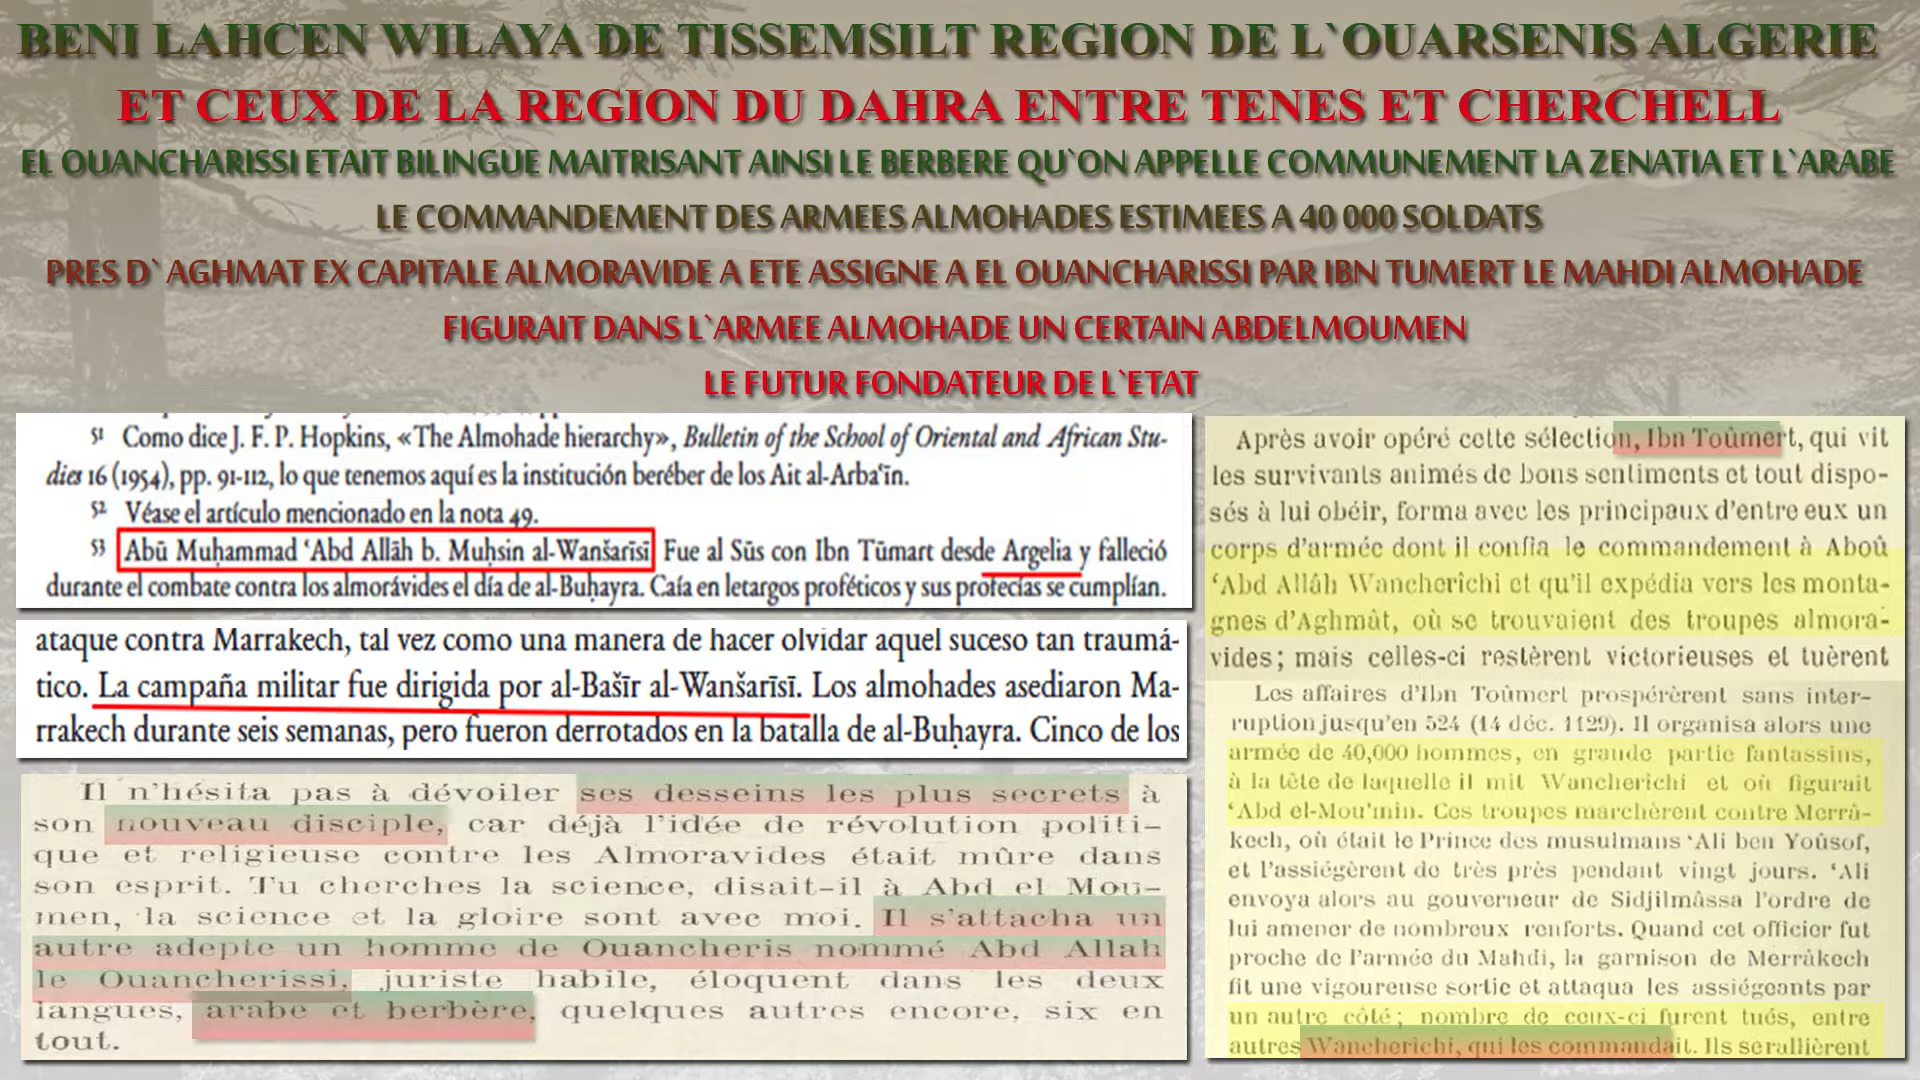 BENI LAHCEN WILAYA DE TISSEMSILT REGION DE L`OUARSENIS ALGERIE
ET CEUX DE LA REGION DU DAHRA ENTRE TENES ET CHERCHELL
EL OUANCHARISSI ETAIT BILINGUE MAITRISANT AINSI LE BERBERE QU`ON APPELLE COMMUNEMENT LA ZENATIA ET L`ARABE
LE COMMANDEMENT DES ARMEES ALMOHADES ESTIMEES A 40 000 SOLDATS
PRES D` AGHMAT EX CAPITALE ALMORAVIDE A ETE ASSIGNE A EL OUANCHARISSI PAR IBN TUMERT LE MAHDI ALMOHADE
FIGURAIT DANS L`ARMEE ALMOHADE UN CERTAIN ABDELMOUMEN
LE FUTUR FONDATEUR DE L`ETAT
51 Como dice J. F. P. Hopkins, «The Almohade hierarchy», Bulletin of the School of Oriental and African Stu-
dies 16 (1954), pp. 91-112, lo que tenemos aquí es la institución beréber de los Ait al-Arba‘īn.
52 Véase el artículo mencionado en la nota 49.
53 Abū Muḥammad ‘Abd Allāh b. Muḥsin al-Wanšarīsī Fue al Sūs con Ibn Tūmart desde Argelia y falleció
durante el combate contra los almorávides el día de al-Buḥayra. Caía en letargos proféticos y sus profecías se cumplían.
ataque contra Marrakech, tal vez como una manera de hacer olvidar aquel suceso tan traumá-
tico. La campaña militar fue dirigida por al-Bašīr al-Wanšarīsī. Los almohades asediaron Ma-
rrakech durante seis semanas, pero fueron derrotados en la batalla de al-Buḥayra. Cinco de los
Il n'hésita pas à dévoiler ses desseins les plus secrets à
son nouveau disciple, car déjà l'idée de révolution politi-
que et religieuse contre les Almoravides était mûre dans
son esprit. Tu cherches la science, disait-il à Abd el Mou-
men, la science et la gloire sont avec moi. Il s'attacha un
autre adepte un homme de Ouancheris nommé Abd Allah
le Ouancherissi, juriste habile, éloquent dans les deux
langues, arabe et berbère, quelques autres encore, six en
tout.
Après avoir opéré cette sélection, Ibn Toûmert, qui vit
les survivants animés de bons sentiments et tout dispo-
sés à lui obéir, forma avec les principaux d'entre eux un
corps d'armée dont il confia le commandement à Aboû
‘Abd Allâh Wancherîchi et qu'il expédia vers les monta-
gnes d'Aghmât, où se trouvaient des troupes almora-
vides ; mais celles-ci restèrent victorieuses et tuèrent
Les affaires d'Ibn Toûmert prospérèrent sans inter-
ruption jusqu'en 524 (14 déc. 1129). Il organisa alors une
armée de 40,000 hommes, en grande partie fantassins,
à la tête de laquelle il mit Wancherichi et où figurait
‘Abd el-Mou'min. Ces troupes marchèrent contre Merrâ-
kech, où était le Prince des musulmans ‘Ali ben Yoûsof,
et l'assiégèrent de très près pendant vingt jours. ‘Ali
envoya alors au gouverneur de Sidjilmâssa l'ordre de
lui amener de nombreux renforts. Quand cet officier fut
proche de l'armée du Mahdi, la garnison de Merrâkech
fit une vigoureuse sortie et attaqua les assiégeants par
un autre côté ; nombre de ceux-ci furent tués, entre
autres Wancherichi, qui les commandait. Ils se rallièrent